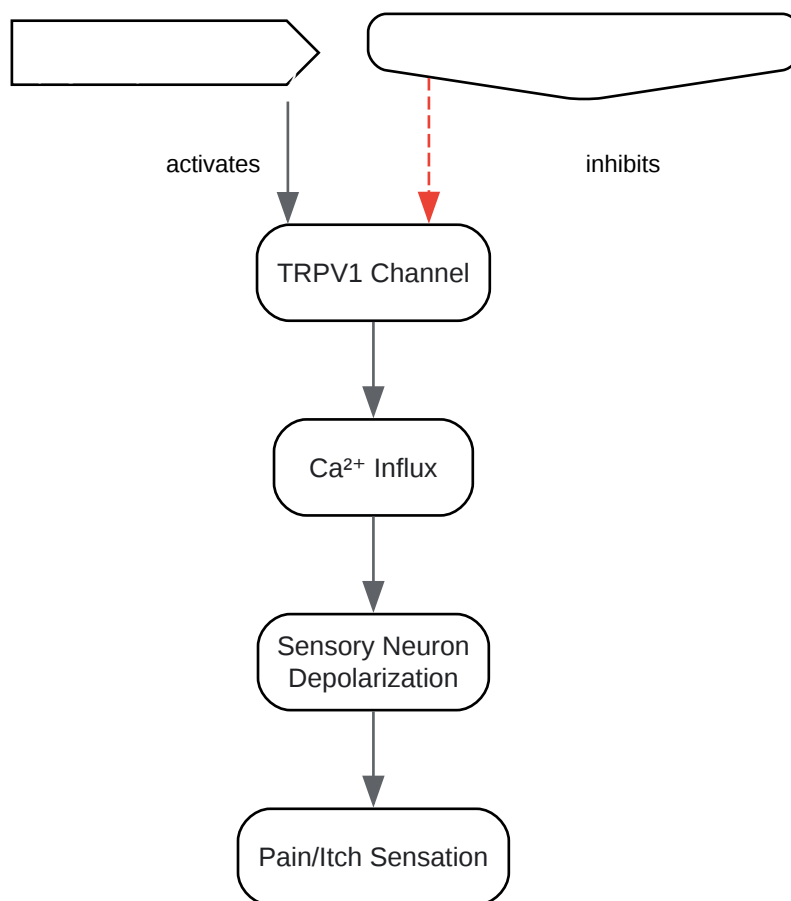 activates
inhibits
TRPV1 Channel
Ca²⁺ Influx
Sensory Neuron
Depolarization
Pain/Itch Sensation